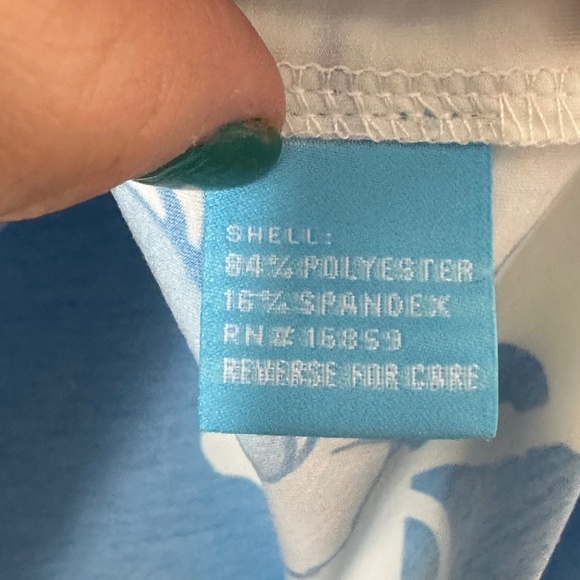 SHELL:
84% POLYESTER
16% SPANDEX
RN# 16859
REVERSE FOR CARE